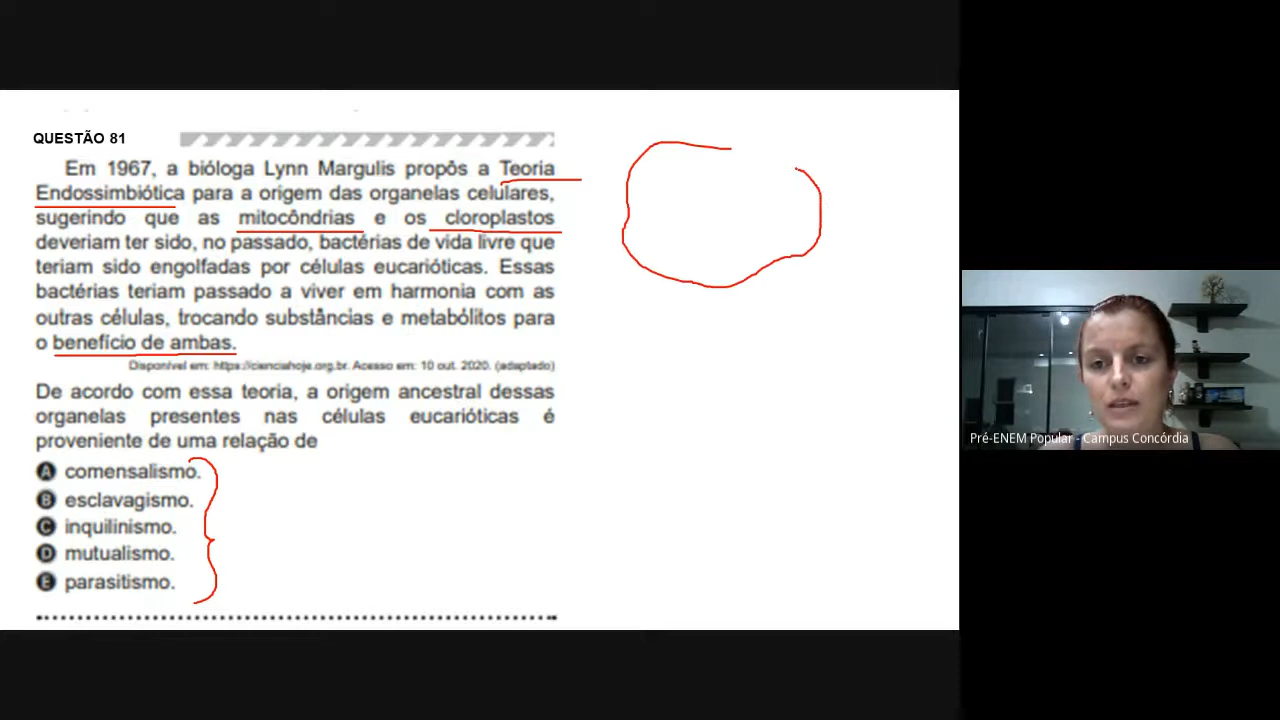 QUESTÃO 81
Em 1967, a bióloga Lynn Margulis propôs a Teoria
Endossimbiótica para a origem das organelas celulares,
sugerindo que as mitocôndrias e os cloroplastos
deveriam ter sido, no passado, bactérias de vida livre que
teriam sido engolfadas por células eucarióticas. Essas
bactérias teriam passado a viver em harmonia com as
outras células, trocando substâncias e metabólitos para
o benefício de ambas.
Disponível em: https://cienciahoje.org.br. Acesso em: 10 out. 2020. (adaptado)
De acordo com essa teoria, a origem ancestral dessas
organelas presentes nas células eucarióticas é
proveniente de uma relação de
A comensalismo.
B esclavagismo.
C inquilinismo.
D mutualismo.
E parasitismo.
Pré-ENEM Popular - Campus Concórdia